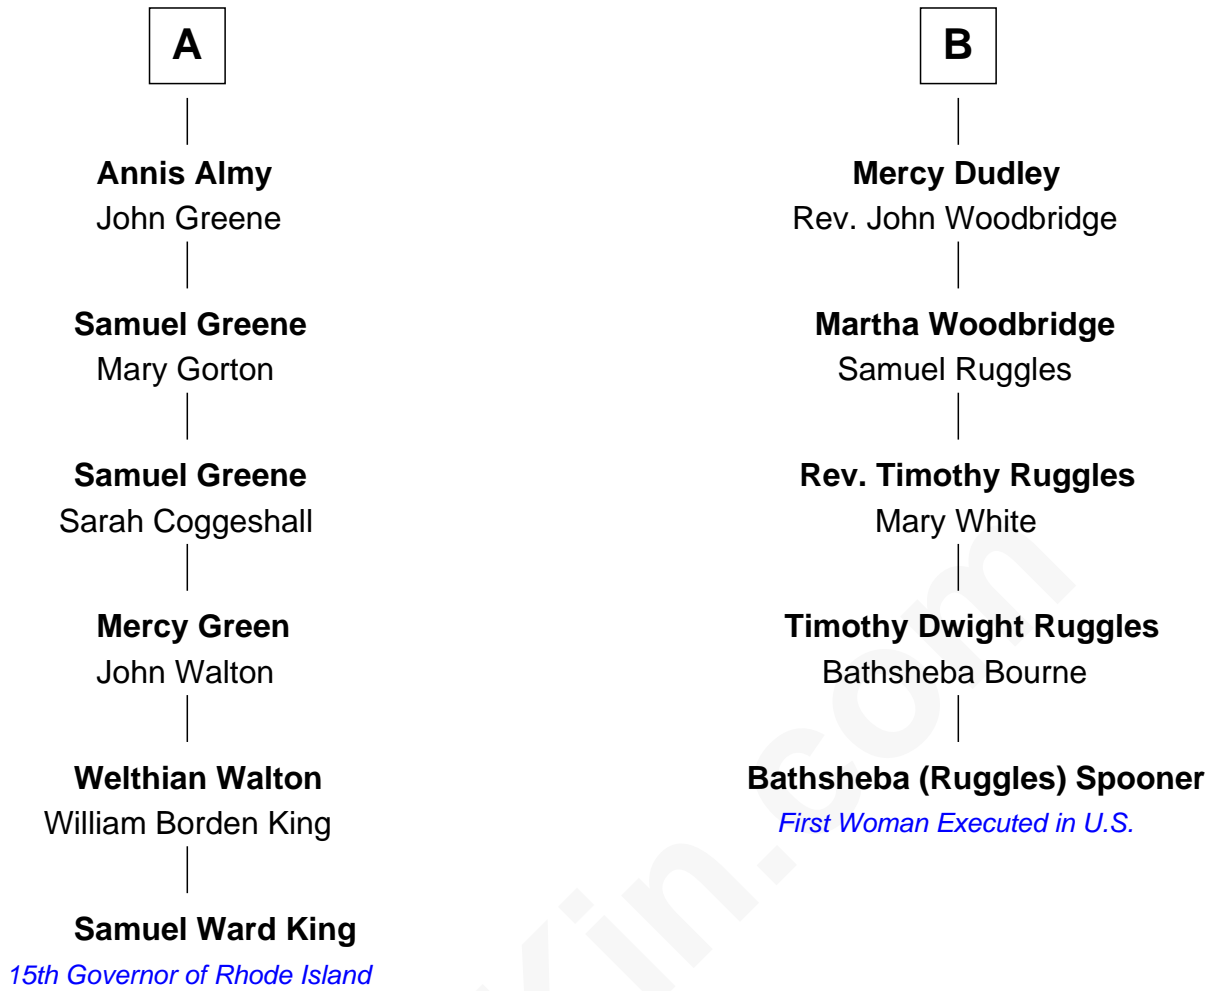 A
Annis Almy
John Greene
Samuel Greene
Mary Gorton
Samuel Greene
Sarah Coggeshall
Mercy Green
John Walton
Welthian Walton
William Borden King
Samuel Ward King
15th Governor of Rhode Island
B
Mercy Dudley
Rev. John Woodbridge
Martha Woodbridge
Samuel Ruggles
Rev. Timothy Ruggles
Mary White
Timothy Dwight Ruggles
Bathsheba Bourne
Bathsheba (Ruggles) Spooner
First Woman Executed in U.S.
Kin.com